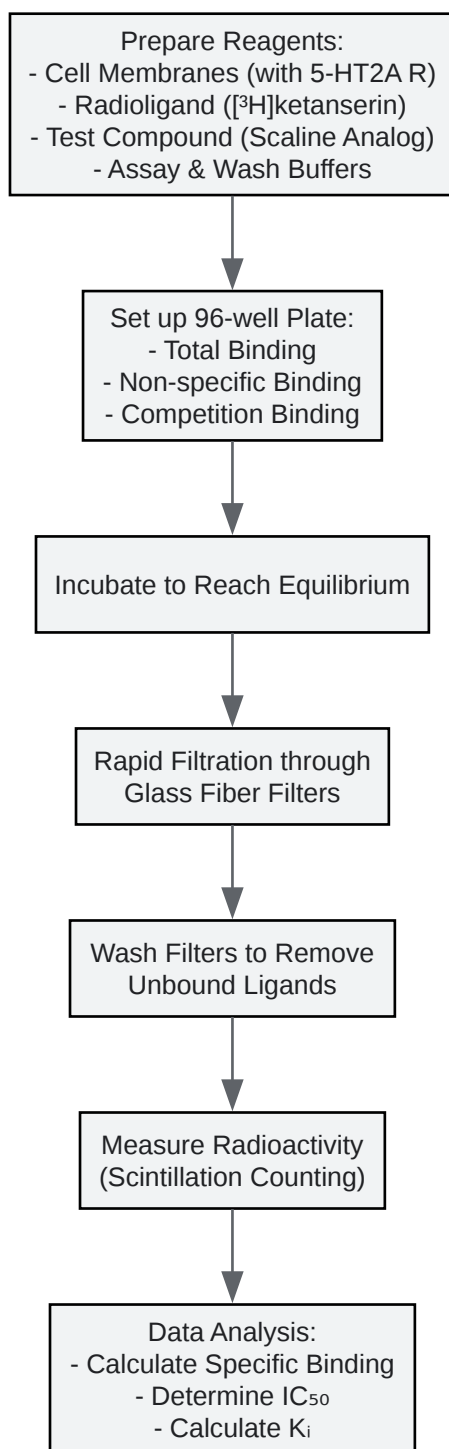 Prepare Reagents:
- Cell Membranes (with 5-HT2A R)
- Radioligand ([³H]ketanserin)
- Test Compound (Scaline Analog)
- Assay & Wash Buffers
Set up 96-well Plate:
- Total Binding
- Non-specific Binding
- Competition Binding
Incubate to Reach Equilibrium
Rapid Filtration through
Glass Fiber Filters
Wash Filters to Remove
Unbound Ligands
Measure Radioactivity
(Scintillation Counting)
Data Analysis:
- Calculate Specific Binding
- Determine IC₅₀
- Calculate Kᵢ